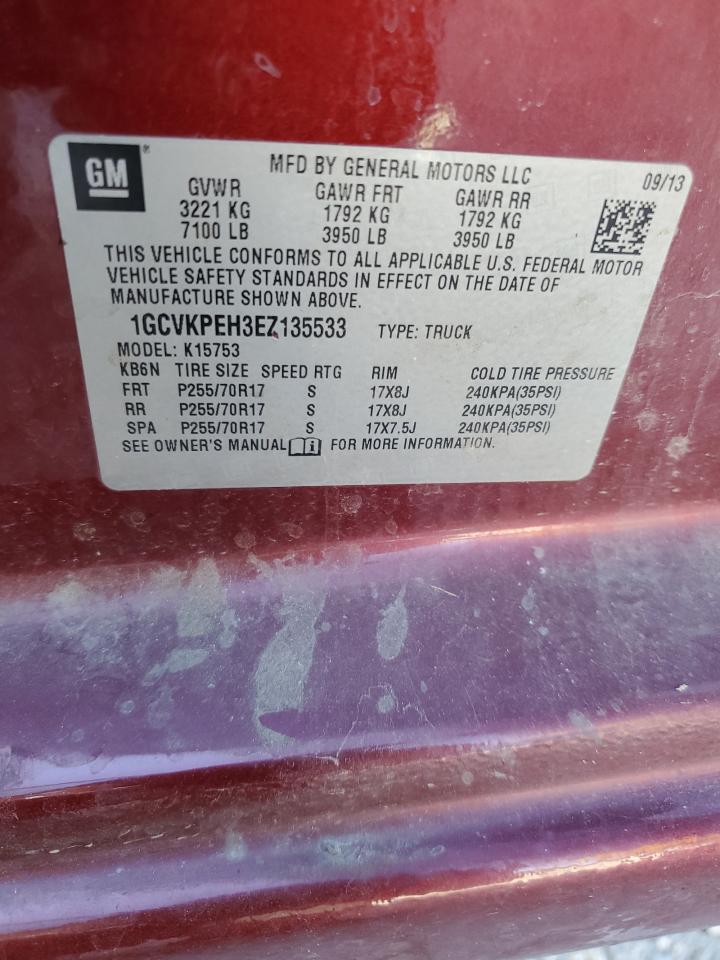 GM ® MFD BY GENERAL MOTORS LLC 09/13
GVWR GAWR FRT GAWR RR
3221 KG 1792 KG 1792 KG
7100 LB 3950 LB 3950 LB
THIS VEHICLE CONFORMS TO ALL APPLICABLE U.S. FEDERAL MOTOR
VEHICLE SAFETY STANDARDS IN EFFECT ON THE DATE OF
MANUFACTURE SHOWN ABOVE.
1GCVKPEH3EZ135533 TYPE: TRUCK
MODEL: K15753
KB6N TIRE SIZE SPEED RTG RIM COLD TIRE PRESSURE
FRT P255/70R17 S 17X8J 240KPA(35PSI)
RR P255/70R17 S 17X8J 240KPA(35PSI)
SPA P255/70R17 S 17X7.5J 240KPA(35PSI)
SEE OWNER'S MANUAL i FOR MORE INFORMATION.